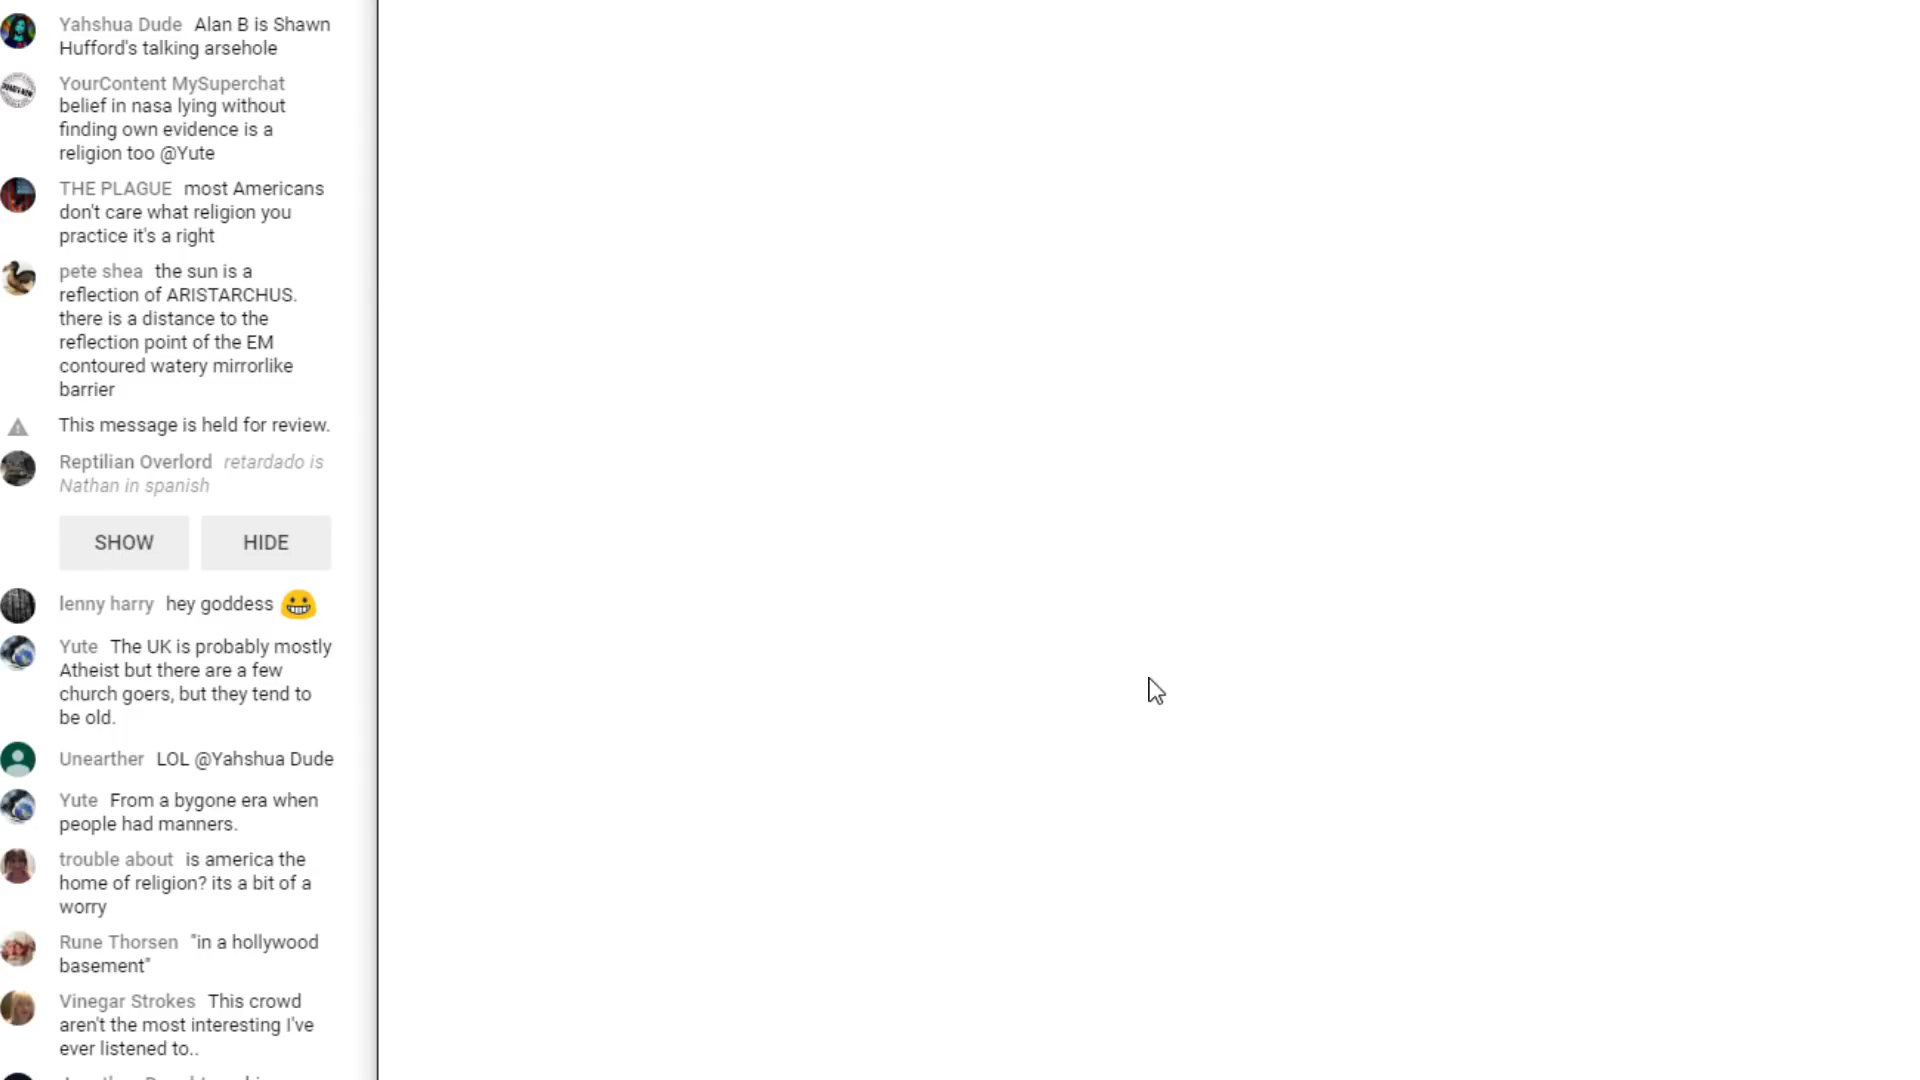 Yahshua Dude Alan B is Shawn
Hufford's talking arsehole
YourContent MySuperchat
belief in nasa lying without
finding own evidence is a
religion too @Yute
THE PLAGUE most Americans
don't care what religion you
practice it's a right
pete shea the sun is a
reflection of ARISTARCHUS.
there is a distance to the
reflection point of the EM
contoured watery mirrorlike
barrier
This message is held for review.
Reptilian Overlord retardado is
Nathan in spanish
SHOW HIDE
lenny harry hey goddess
Yute The UK is probably mostly
Atheist but there are a few
church goers, but they tend to
be old.
Unearther LOL @Yahshua Dude
Yute From a bygone era when
people had manners.
trouble about is america the
home of religion? its a bit of a
worry
Rune Thorsen "in a hollywood
basement"
Vinegar Strokes This crowd
aren't the most interesting I've
ever listened to..